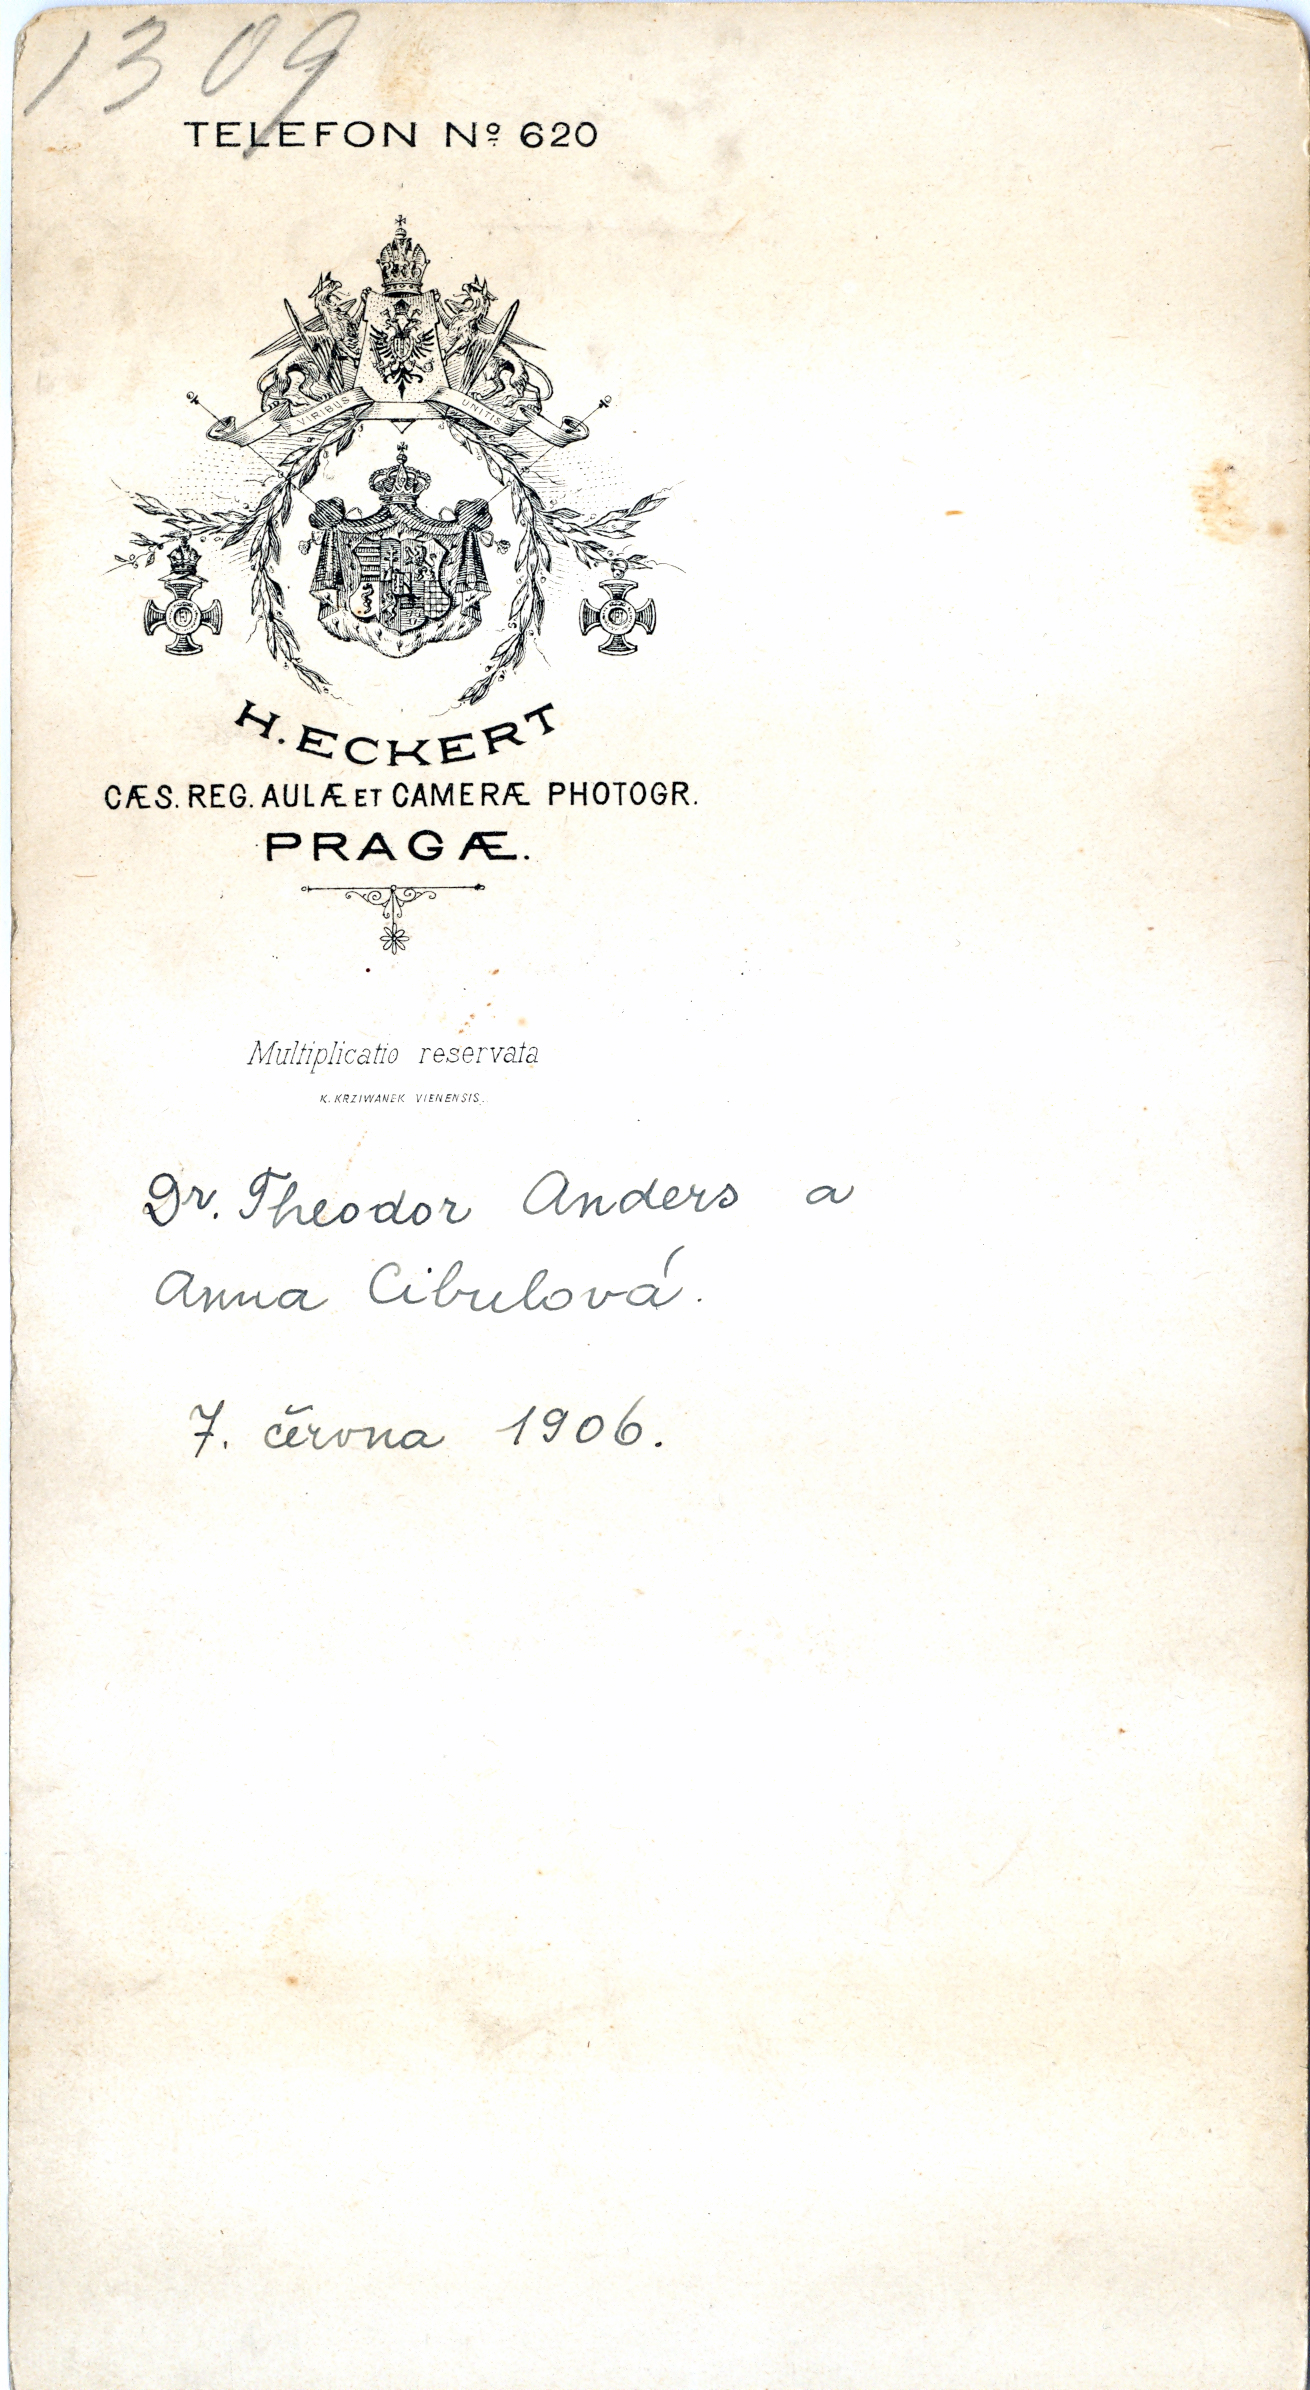 1309
TELEFON Nº 620
VIRIBUS UNITIS
H. ECKERT
CÆS. REG. AULÆ ET CAMERÆ PHOTOGR.
PRAGÆ.
Multiplicatio reservata
K. KRZIWANEK VIENENSIS.
Dr. Theodor Anders a
Anna Cibulová.
7. června 1906.